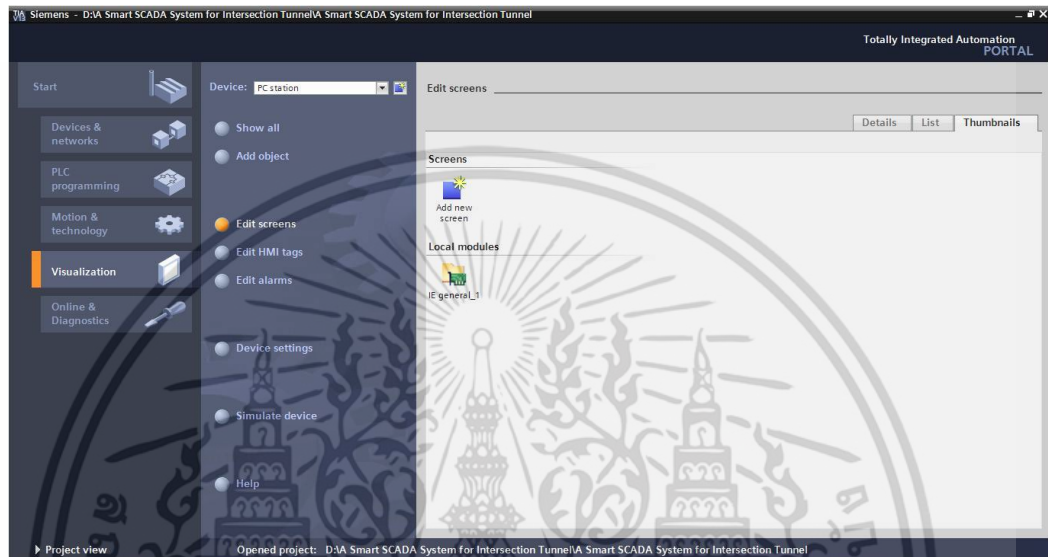 Siemens - D:\A Smart SCADA System for Intersection Tunnel\A Smart SCADA System for Intersection Tunnel
Totally Integrated Automation
PORTAL
Start
Devices &
networks
PLC
programming
Motion &
technology
Visualization
Online &
Diagnostics
Project view
Device: PC station
Show all
Add object
Edit screens
Edit HMI tags
Edit alarms
Device settings
Simulate device
Help
Edit screens
Details List Thumbnails
Screens
Add new
screen
Local modules
IE general_1
Opened project: D:\A Smart SCADA System for Intersection Tunnel\A Smart SCADA System for Intersection Tunnel